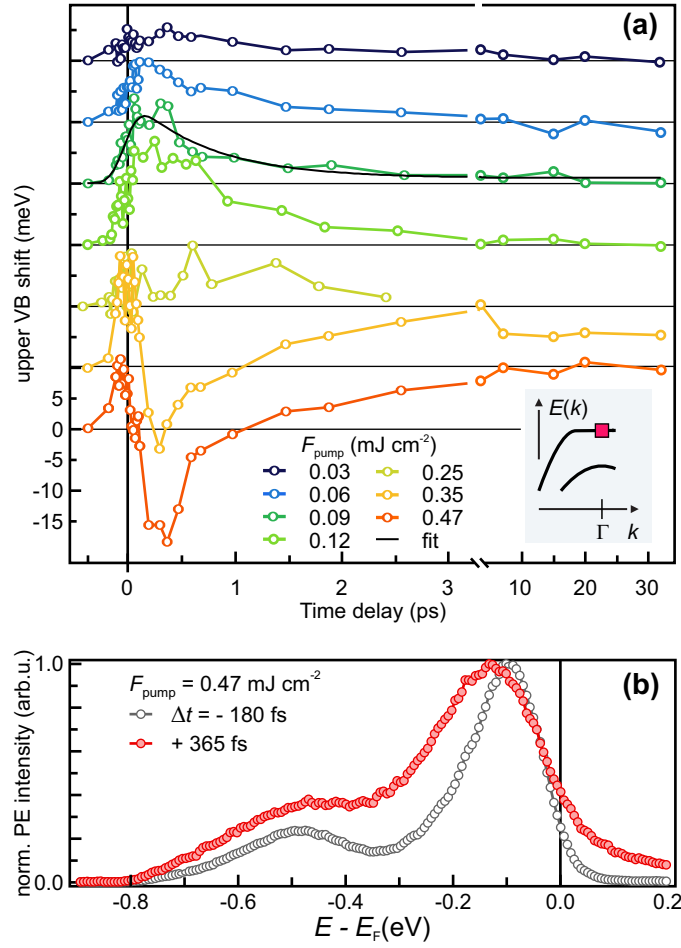 (a)
upper VB shift (meV)
5
0
-5
-10
-15
F_pump (mJ cm⁻²)
0.03
0.25
0.06
0.35
0.09
0.47
0.12
fit
E(k)
Γ
k
0
1
2
3
10
20
30
Time delay (ps)
(b)
norm. PE intensity (arb.u.)
1.0
0.0
F_pump = 0.47 mJ cm⁻²
Δt = - 180 fs
+ 365 fs
-0.8
-0.6
-0.4
-0.2
0.0
0.2
E - E_F(eV)